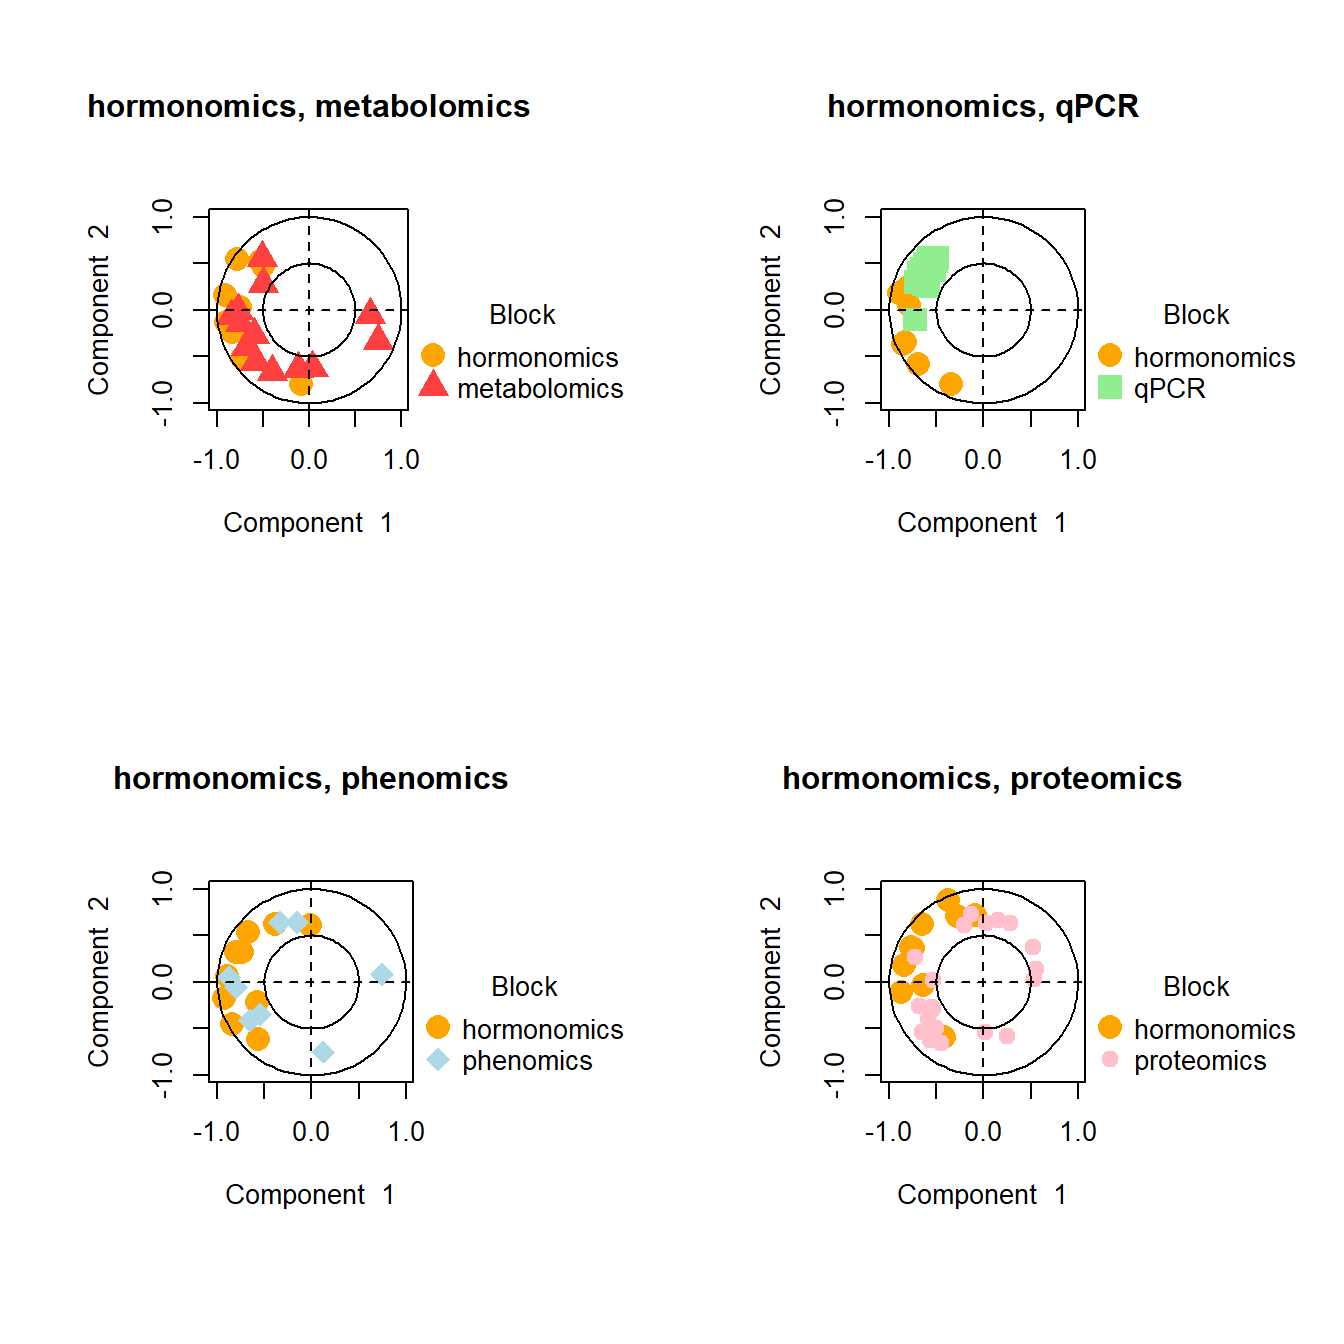 hormonomics, metabolomics
Component 2
1.0
0.0
-1.0
-1.0 0.0 1.0
Component 1
Block
hormonomics
metabolomics
hormonomics, qPCR
Component 2
1.0
0.0
-1.0
-1.0 0.0 1.0
Component 1
Block
hormonomics
qPCR
hormonomics, phenomics
Component 2
1.0
0.0
-1.0
-1.0 0.0 1.0
Component 1
Block
hormonomics
phenomics
hormonomics, proteomics
Component 2
1.0
0.0
-1.0
-1.0 0.0 1.0
Component 1
Block
hormonomics
proteomics